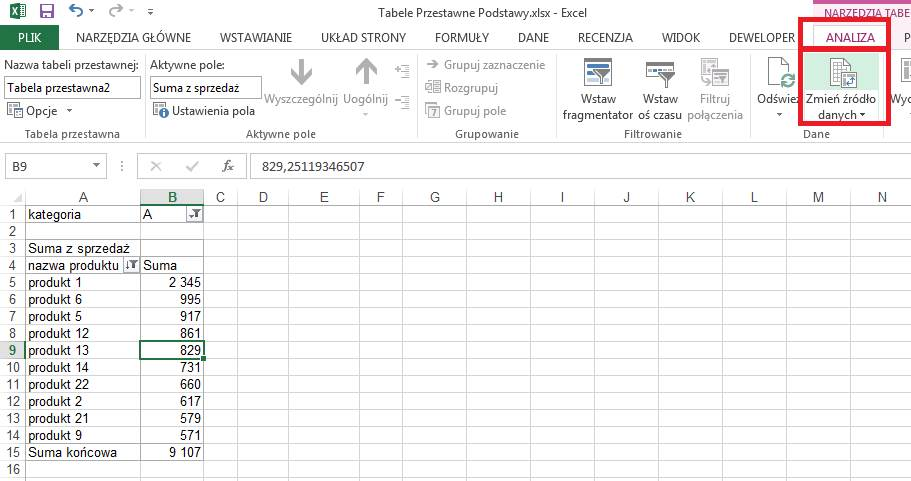 Tabele Przestawne Podstawy.xlsx - Excel
NARZĘDZIA TABE
PLIK NARZĘDZIA GŁÓWNE WSTAWIANIE UKŁAD STRONY FORMUŁY DANE RECENZJA WIDOK DEWELOPER ANALIZA P
Nazwa tabeli przestawnej:
Tabela przestawna2
Opcje
Tabela przestawna
Aktywne pole:
Suma z sprzedaż
Ustawienia pola
Wyszczególnij
Uogólnij
Aktywne pole
Grupuj zaznaczenie
Rozgrupuj
Grupuj pole
Grupowanie
Wstaw
fragmentator
Wstaw
oś czasu
Filtruj
połączenia
Filtrowanie
Odśwież
Zmień źródło
danych
Dane
B9 fx 829,25119346507
A B C D E F G H I J K L M N
1 kategoria A
2
3 Suma z sprzedaż
4 nazwa produktu Suma
5 produkt 1 2 345
6 produkt 6 995
7 produkt 5 917
8 produkt 12 861
9 produkt 13 829
10 produkt 14 731
11 produkt 22 660
12 produkt 2 617
13 produkt 21 579
14 produkt 9 571
15 Suma końcowa 9 107
16